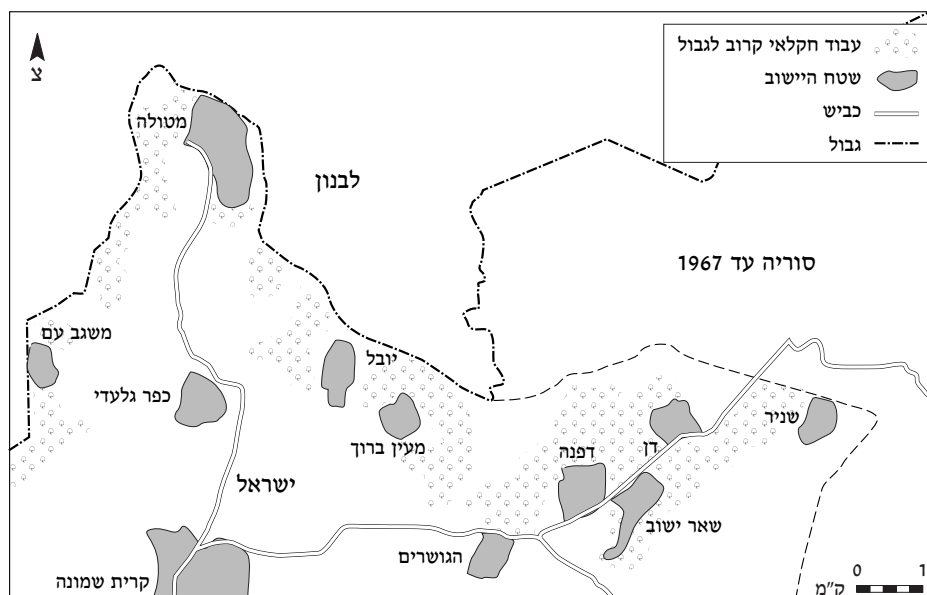 עבוד חקלאי קרוב לגבול
שטח היישוב
כביש
גבול
צ
מטולה
לבנון
סוריה עד 1967
משגב עם
יובל
כפר גלעדי
שניר
מעין ברוך
דן
דפנה
ישראל
שאר ישוב
הגושרים
קרית שמונה
0 1
ק"מ